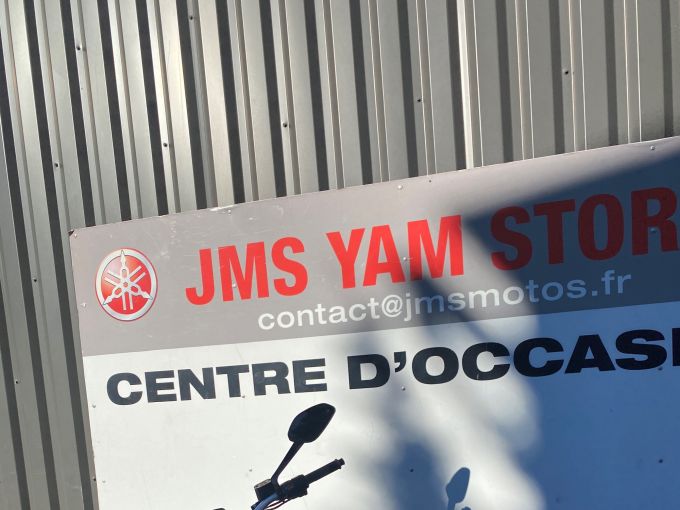 JMS YAM STOR
contact@jmsmotos.fr
CENTRE D'OCCASI